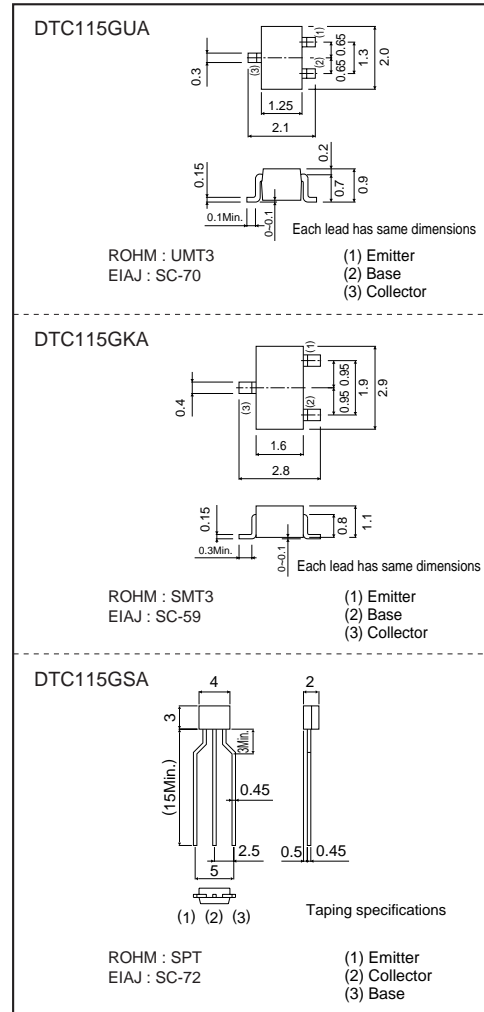 DTC115GUA
(1)
(3)
(2)
0.3
0.65 0.65
1.3
2.0
1.25
2.1
0.2
0.15
0.7
0.9
0.1Min.
0~0.1
Each lead has same dimensions
ROHM : UMT3
EIAJ : SC-70
(1) Emitter
(2) Base
(3) Collector
DTC115GKA
(1)
(3)
(2)
0.4
0.95 0.95
1.9
2.9
1.6
2.8
0.15
0.8
1.1
0.3Min.
0~0.1
Each lead has same dimensions
ROHM : SMT3
EIAJ : SC-59
(1) Emitter
(2) Base
(3) Collector
DTC115GSA
4
2
3
3Min.
(15Min.)
0.45
2.5
5
0.5
0.45
(1) (2) (3)
Taping specifications
ROHM : SPT
EIAJ : SC-72
(1) Emitter
(2) Collector
(3) Base